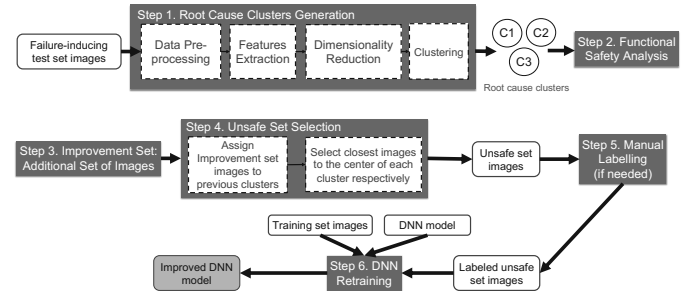 Step 1. Root Cause Clusters Generation
Failure-inducing
test set images
Data Pre-
processing
Features
Extraction
Dimensionality
Reduction
Clustering
C1
C2
C3
Root cause clusters
Step 2. Functional
Safety Analysis
Step 3. Improvement Set:
Additional Set of Images
Step 4. Unsafe Set Selection
Assign
Improvement set
images to
previous clusters
Select closest images
to the center of each
cluster respectively
Unsafe set
images
Step 5. Manual
Labelling
(if needed)
Training set images
DNN model
Improved DNN
model
Step 6. DNN
Retraining
Labeled unsafe
set images